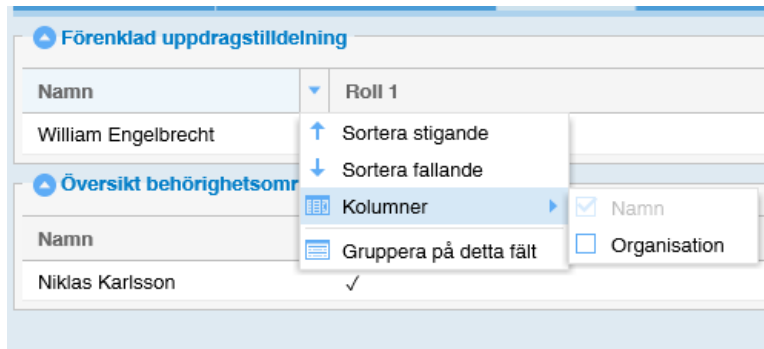 Förenklad uppdragstilldelning
Namn Roll 1
William Engelbrecht
Sortera stigande
Sortera fallande
Översikt behörighetsomr
Kolumner
Namn
Namn
Organisation
Gruppera på detta fält
Niklas Karlsson ✓